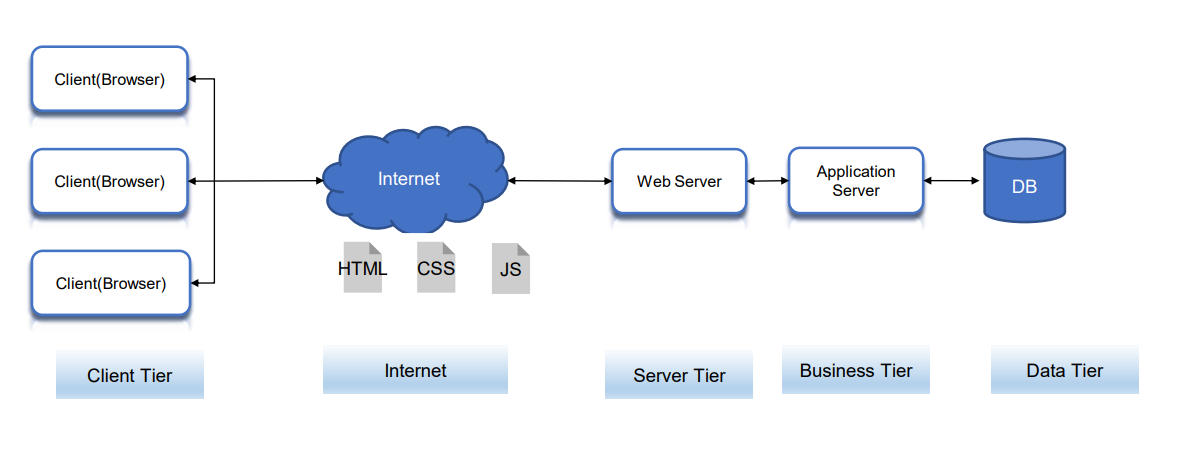 Client(Browser)
Client(Browser)
Client(Browser)
Internet
HTML
CSS
JS
Web Server
Application
Server
DB
Client Tier
Internet
Server Tier
Business Tier
Data Tier